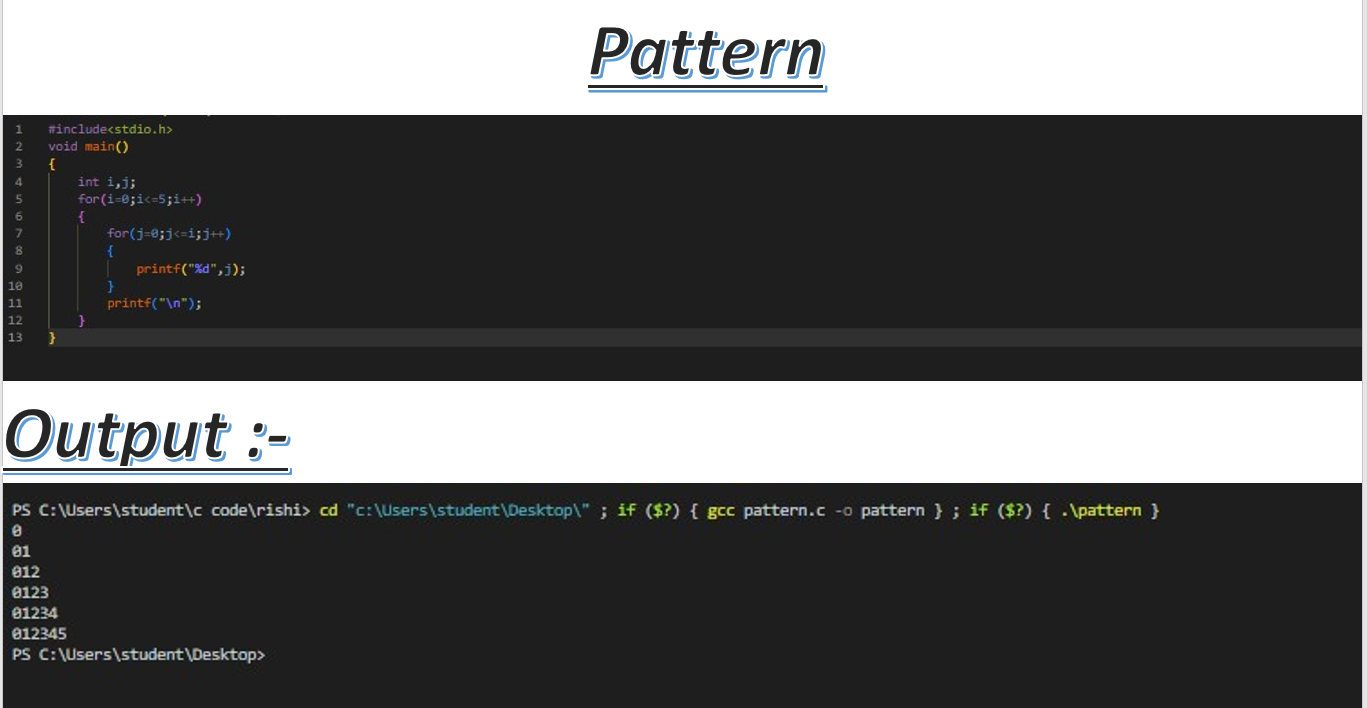 Pattern
1 #include<stdio.h>
2 void main()
3 {
4 int i,j;
5 for(i=0;i<=5;i++)
6 {
7 for(j=0;j<=i;j++)
8 {
9 printf("%d",j);
10 }
11 printf("\n");
12 }
13 }
Output :-
PS C:\Users\student\c code\rishi> cd "c:\Users\student\Desktop\" ; if ($?) { gcc pattern.c -o pattern } ; if ($?) { .\pattern }
0
01
012
0123
01234
012345
PS C:\Users\student\Desktop>